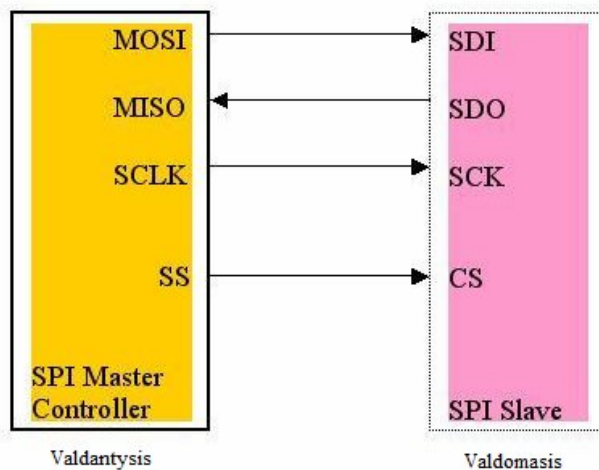 MOSI
SDI
MISO
SDO
SCLK
SCK
SS
CS
SPI Master
Controller
SPI Slave
Valdantysis
Valdomasis